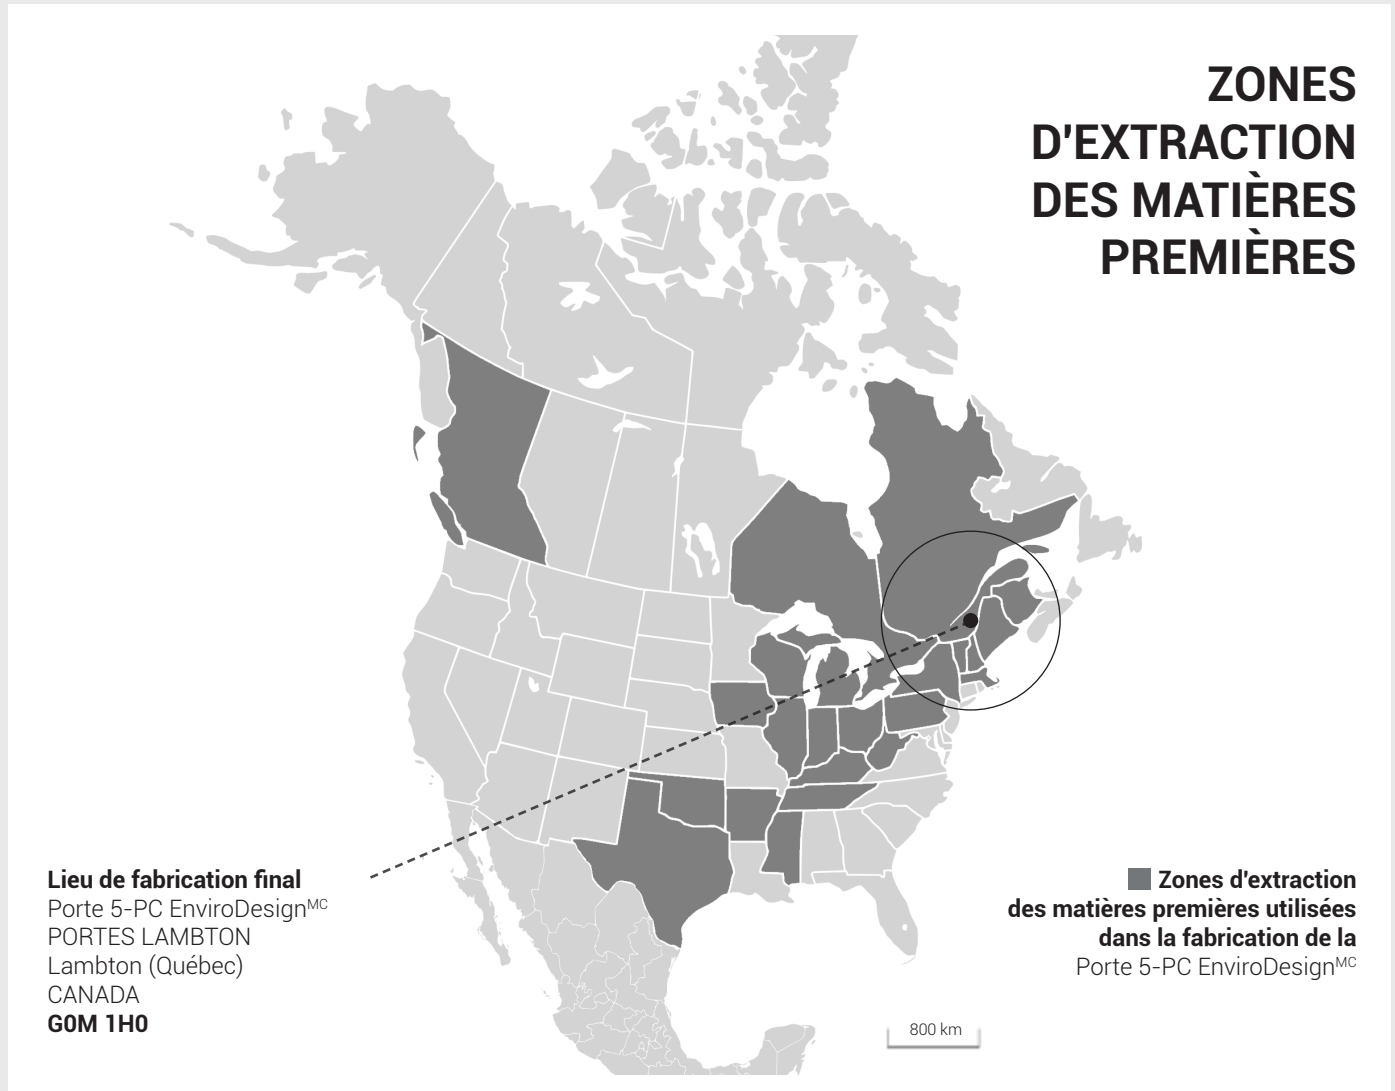 ZONES
D'EXTRACTION
DES MATIÈRES
PREMIÈRES
Lieu de fabrication final
Porte 5-PC EnviroDesignᴹᶜ
PORTES LAMBTON
Lambton (Québec)
CANADA
G0M 1H0
Zones d'extraction
des matières premières utilisées
dans la fabrication de la
Porte 5-PC EnviroDesignᴹᶜ
800 km